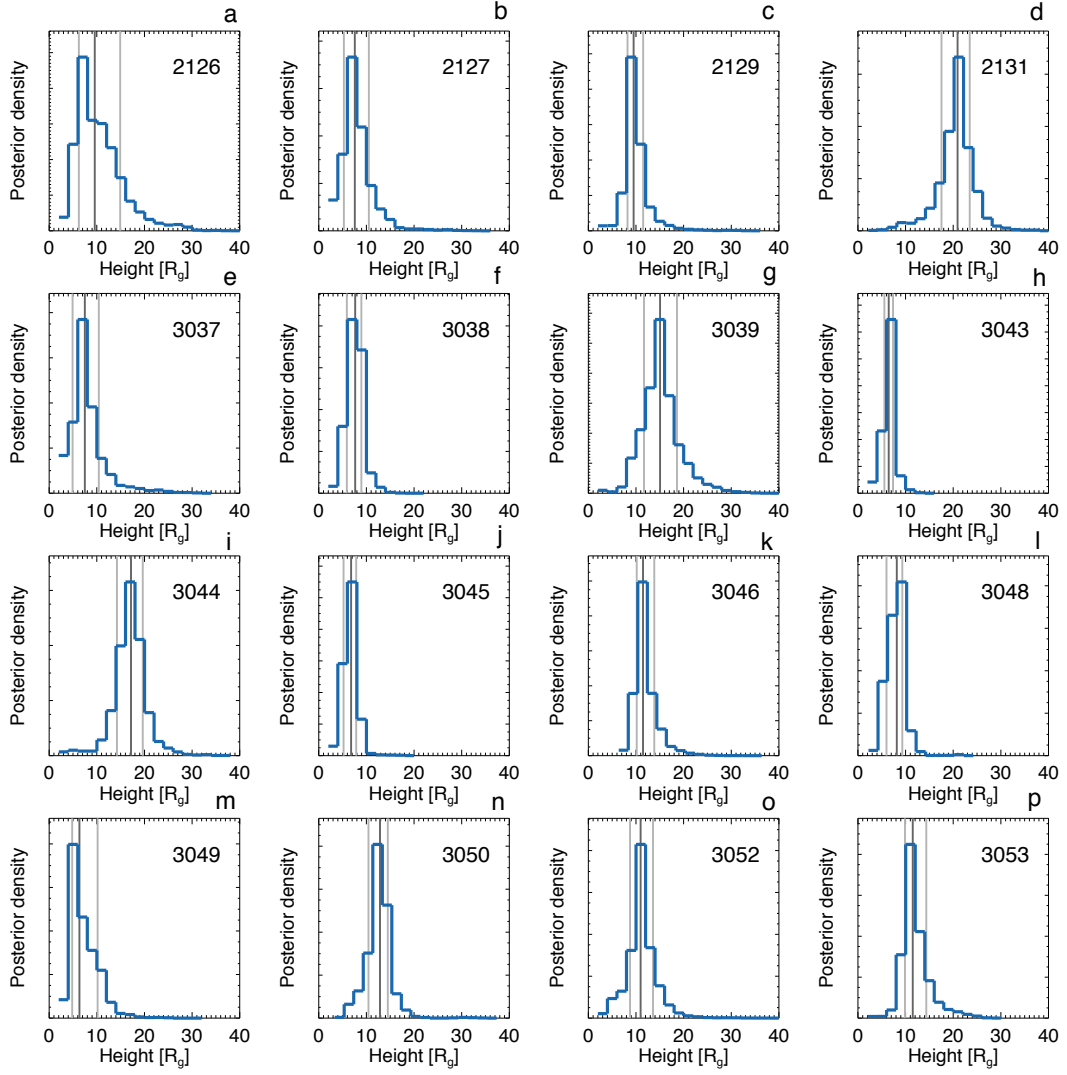 a b c d
Posterior density 2126 Posterior density 2127 Posterior density 2129 Posterior density 2131
0 10 20 30 40 0 10 20 30 40 0 10 20 30 40 0 10 20 30 40
Height [Rg] Height [Rg] Height [Rg] Height [Rg]
e f g h
Posterior density 3037 Posterior density 3038 Posterior density 3039 Posterior density 3043
0 10 20 30 40 0 10 20 30 40 0 10 20 30 40 0 10 20 30 40
Height [Rg] Height [Rg] Height [Rg] Height [Rg]
i j k l
Posterior density 3044 Posterior density 3045 Posterior density 3046 Posterior density 3048
0 10 20 30 40 0 10 20 30 40 0 10 20 30 40 0 10 20 30 40
Height [Rg] Height [Rg] Height [Rg] Height [Rg]
m n o p
Posterior density 3049 Posterior density 3050 Posterior density 3052 Posterior density 3053
0 10 20 30 40 0 10 20 30 40 0 10 20 30 40 0 10 20 30 40
Height [Rg] Height [Rg] Height [Rg] Height [Rg]